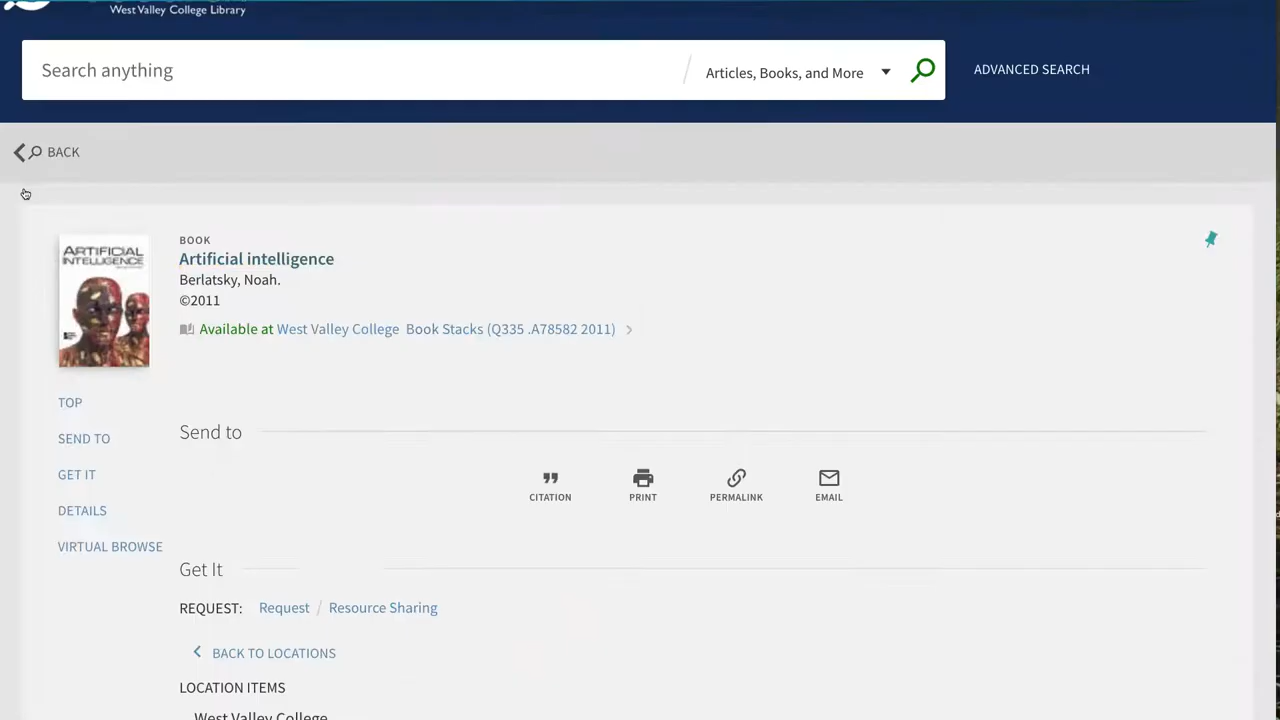 West Valley College Library
Search anything
Articles, Books, and More
ADVANCED SEARCH
BACK
ARTIFICIAL
INTELLIGENCE
BOOK
Artificial intelligence
Berlatsky, Noah.
©2011
Available at West Valley College Book Stacks (Q335 .A78582 2011)
TOP
SEND TO
GET IT
DETAILS
VIRTUAL BROWSE
Send to
CITATION
PRINT
PERMALINK
EMAIL
Get It
REQUEST: Request / Resource Sharing
BACK TO LOCATIONS
LOCATION ITEMS
West Valley College